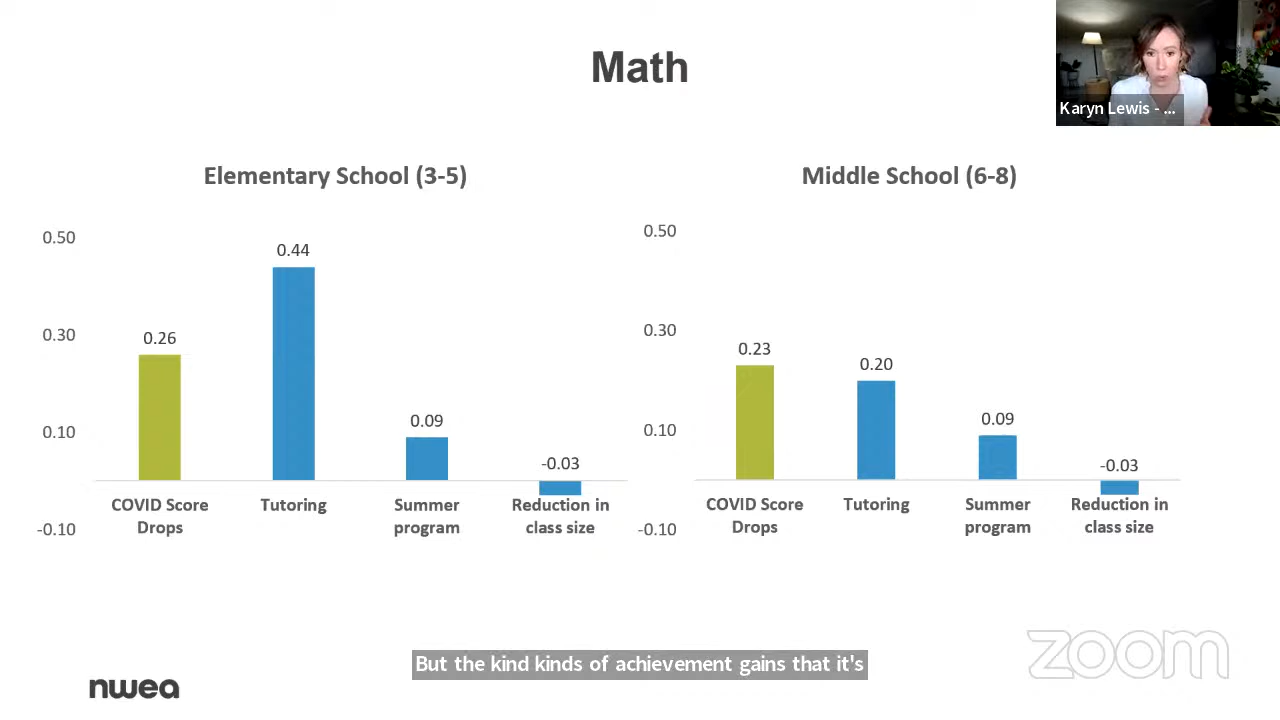 Math
Karyn Lewis - ...
Elementary School (3-5)
0.50
0.30
0.10
-0.10
0.26
0.44
0.09
-0.03
COVID Score
Drops
Tutoring
Summer
program
Reduction in
class size
Middle School (6-8)
0.50
0.30
0.10
-0.10
0.23
0.20
0.09
-0.03
COVID Score
Drops
Tutoring
Summer
program
Reduction in
class size
But the kind kinds of achievement gains that it's
nwea
zoom